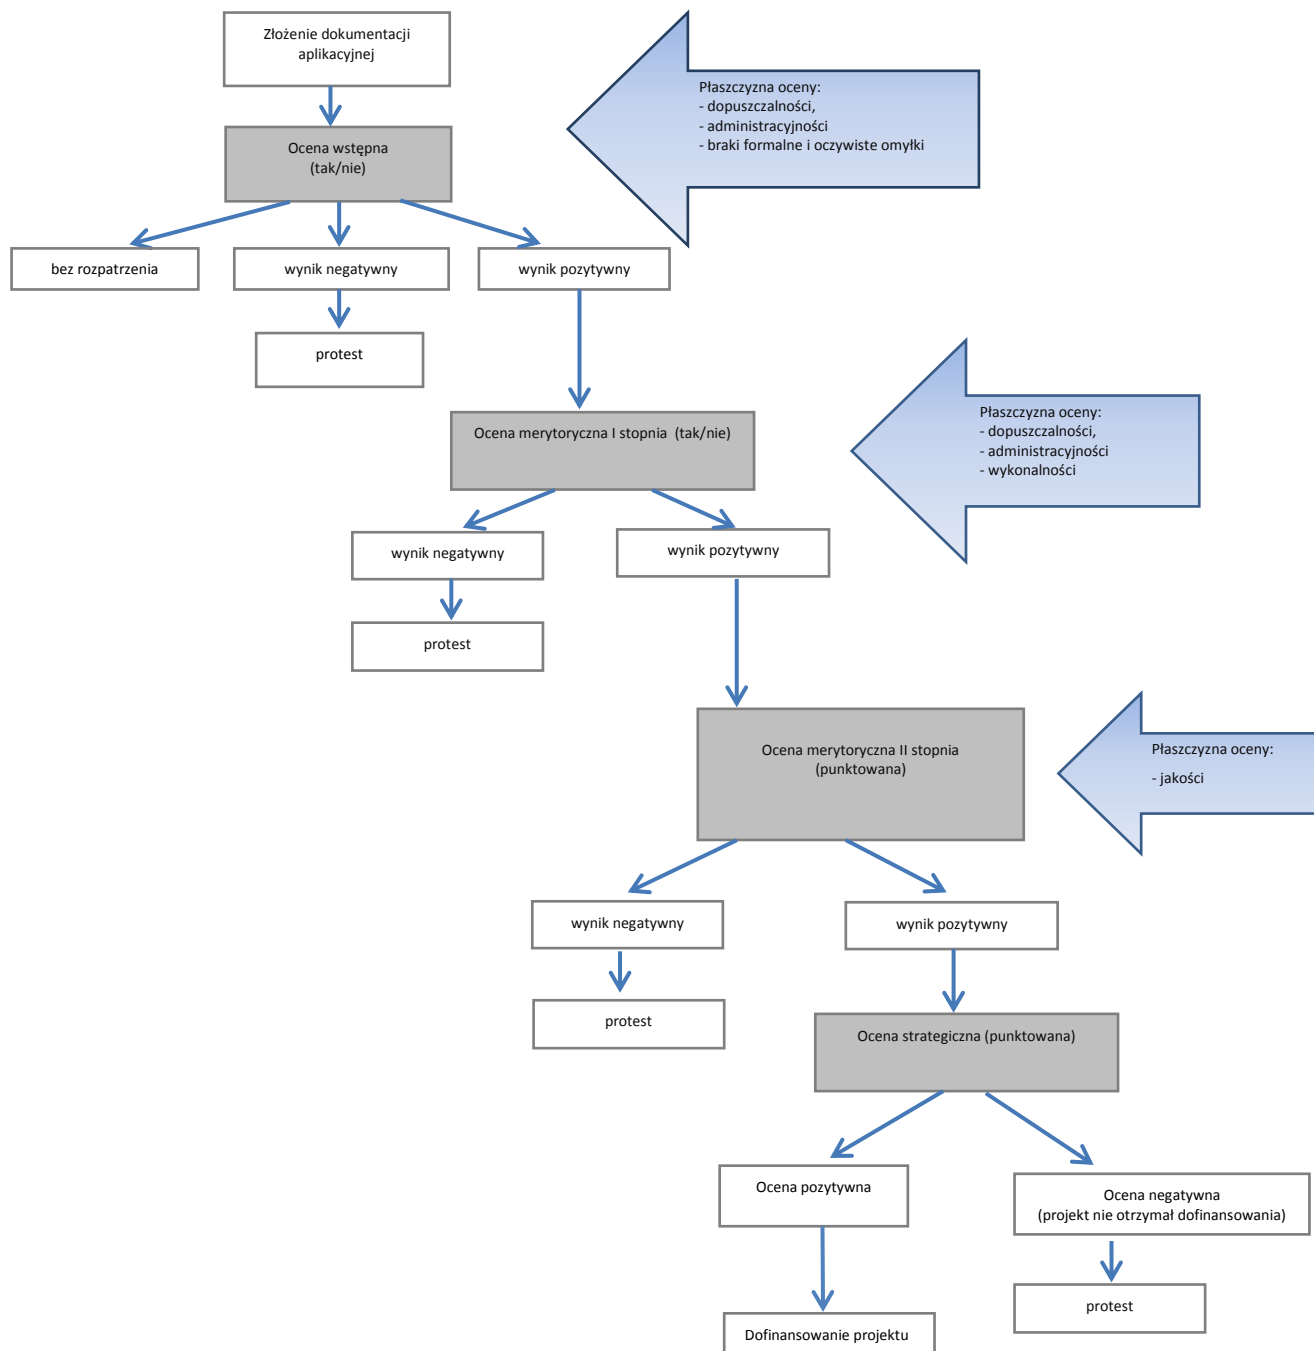 Złożenie dokumentacji
aplikacyjnej
Płaszczyzna oceny:
- dopuszczalności,
- administracyjności
- braki formalne i oczywiste omyłki
Ocena wstępna
(tak/nie)
bez rozpatrzenia
wynik negatywny
wynik pozytywny
protest
Płaszczyzna oceny:
- dopuszczalności,
- administracyjności
- wykonalności
Ocena merytoryczna I stopnia  (tak/nie)
wynik negatywny
wynik pozytywny
protest
Płaszczyzna oceny:
- jakości
Ocena merytoryczna II stopnia
(punktowana)
wynik negatywny
wynik pozytywny
protest
Ocena strategiczna (punktowana)
Ocena pozytywna
Ocena negatywna
(projekt nie otrzymał dofinansowania)
protest
Dofinansowanie projektu